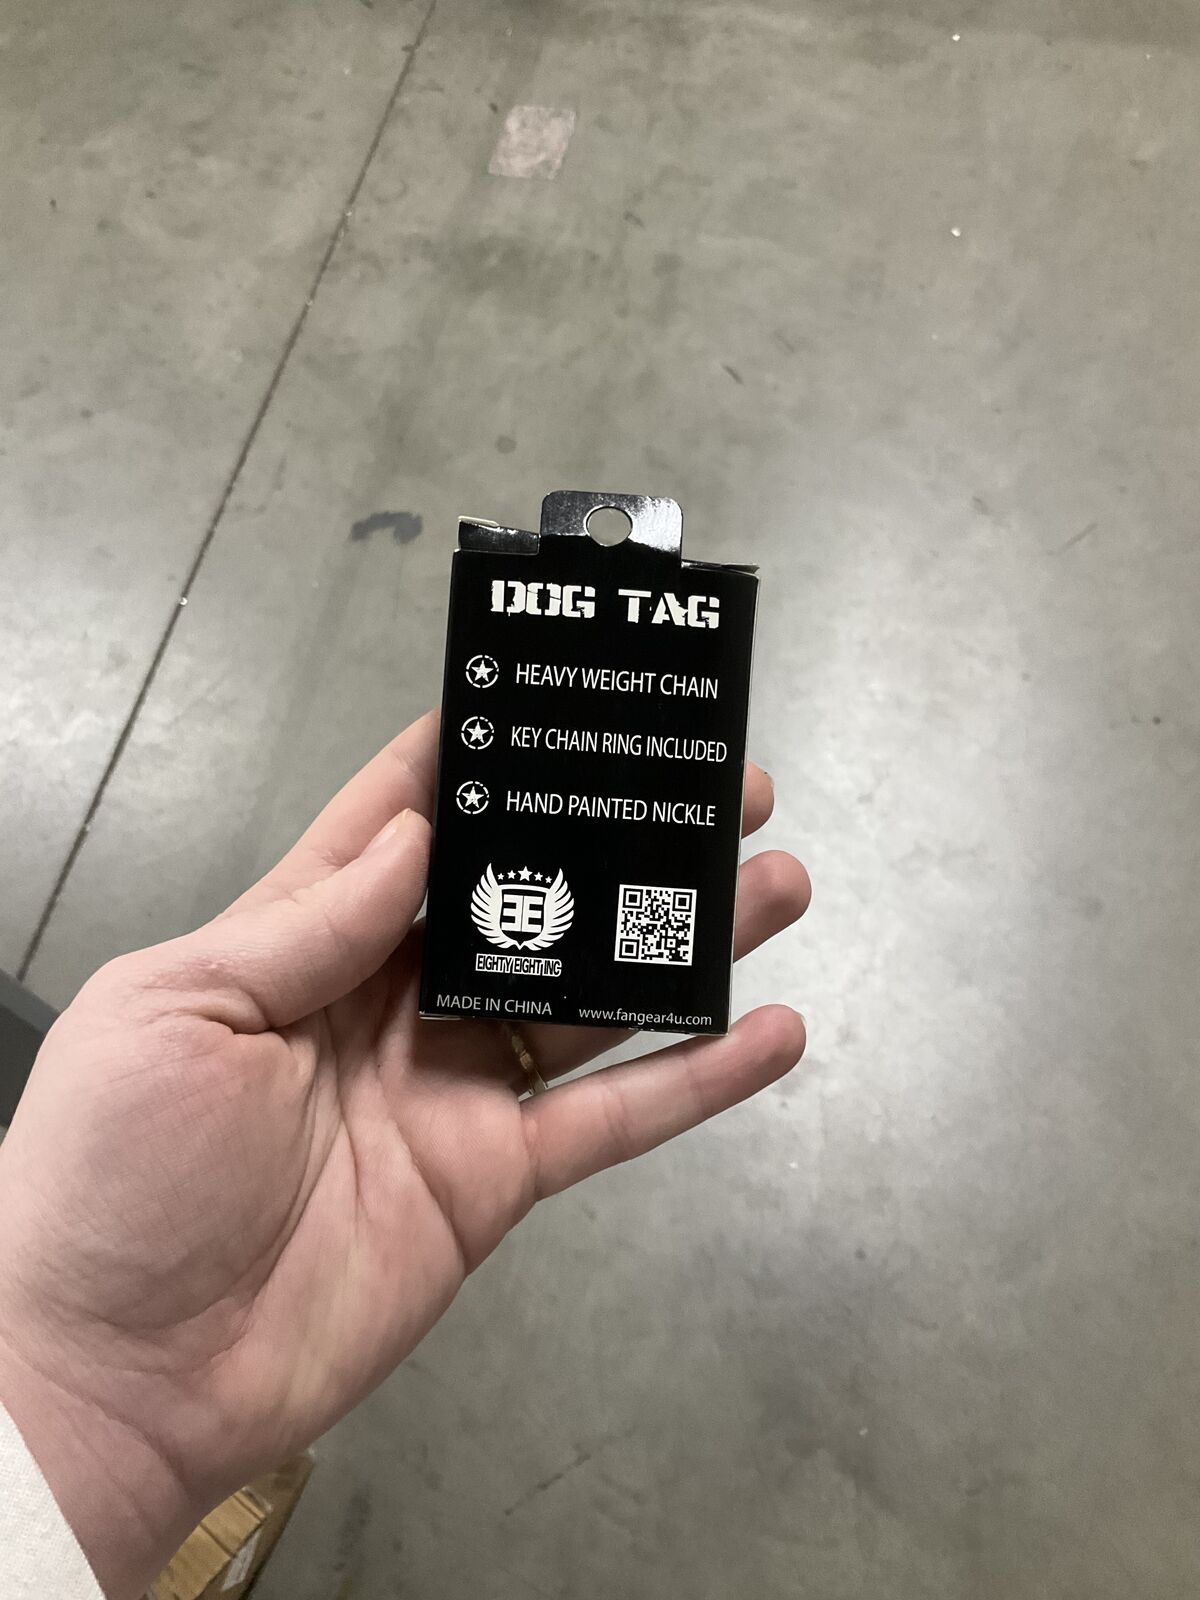 DOG TAG
HEAVY WEIGHT CHAIN
KEY CHAIN RING INCLUDED
HAND PAINTED NICKLE
EE
EIGHTY EIGHT INC
MADE IN CHINA
www.fangear4u.com